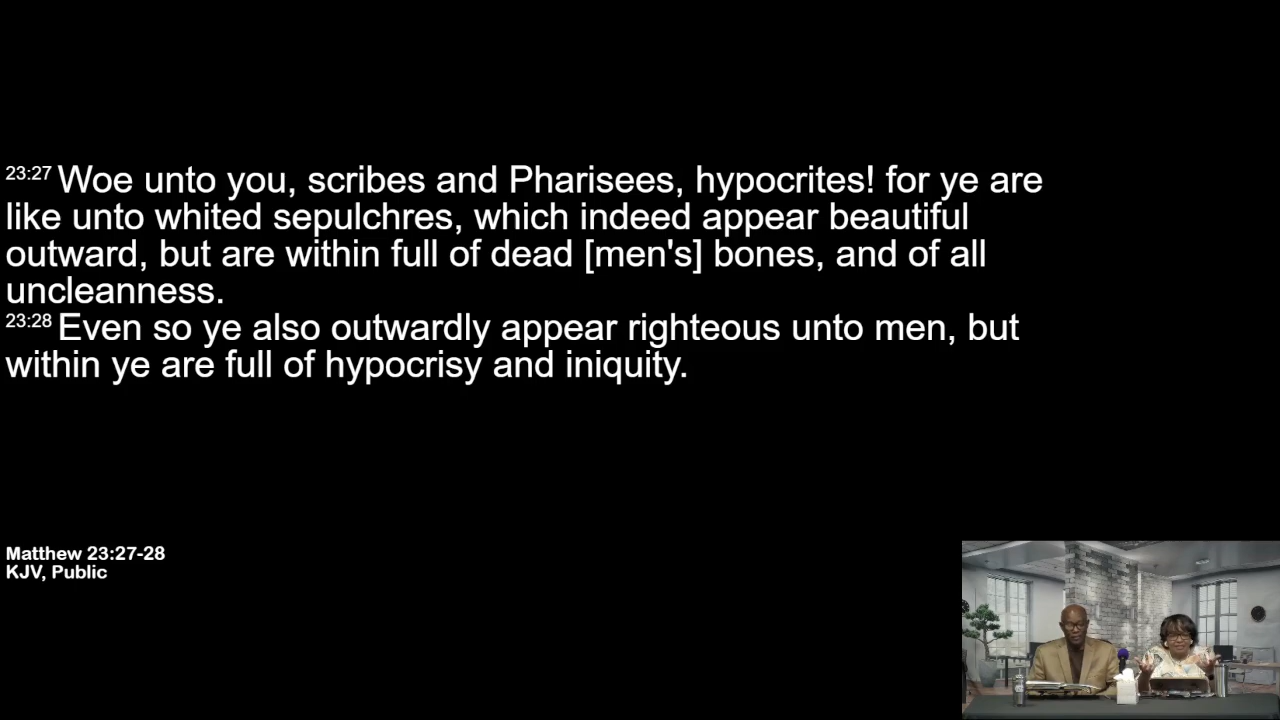 23:27 Woe unto you, scribes and Pharisees, hypocrites! for ye are
like unto whited sepulchres, which indeed appear beautiful
outward, but are within full of dead [men's] bones, and of all
uncleanness.
23:28 Even so ye also outwardly appear righteous unto men, but
within ye are full of hypocrisy and iniquity.
Matthew 23:27-28
KJV, Public